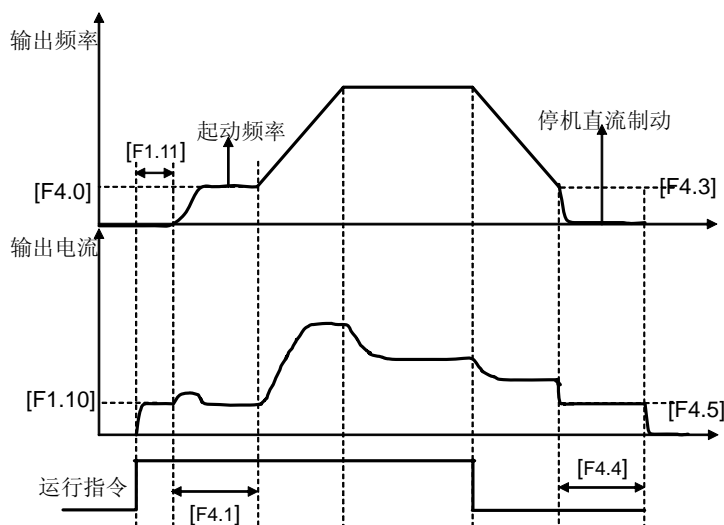 输出频率
起动频率
停机直流制动
[F1.11]
[F4.0]
[F4.3]
输出电流
[F1.10]
[F4.5]
运行指令
[F4.1]
[F4.4]